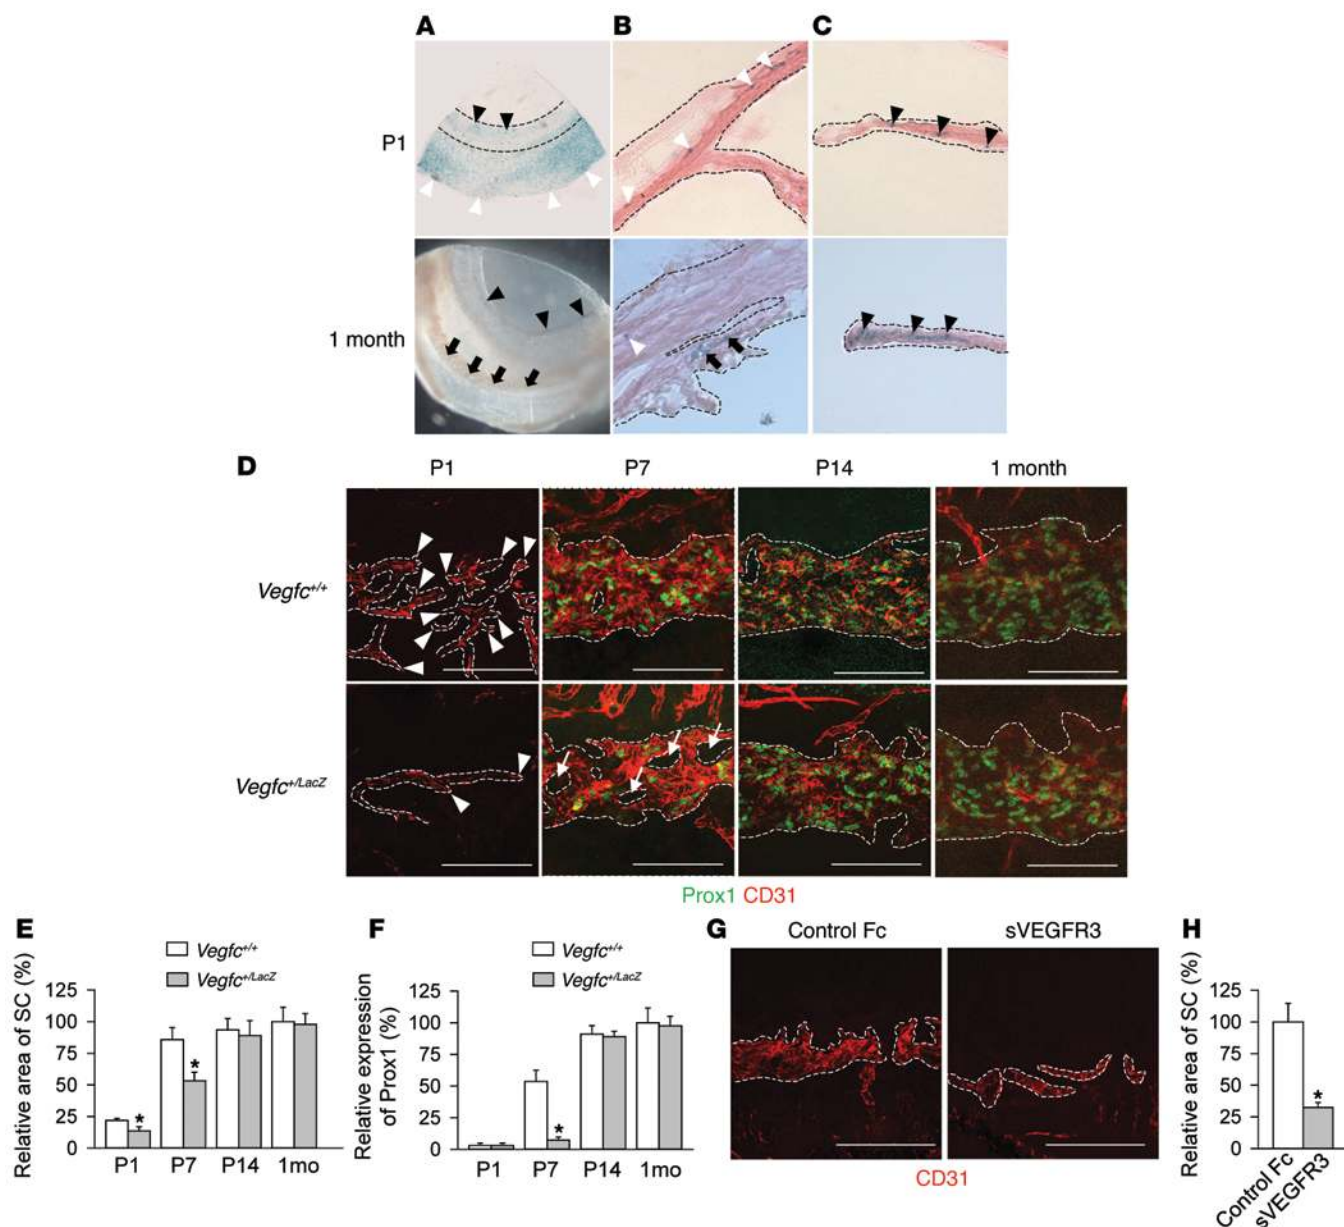 A B C
P1
1 month
D P1 P7 P14 1 month
Vegfc+/+
Vegfc+/LacZ
Prox1 CD31
E
Vegfc+/+
Vegfc+/LacZ
Relative area of SC (%)
125
100
75
50
25
0
*
*
P1 P7 P14 1mo
F
Vegfc+/+
Vegfc+/LacZ
Relative expression
of Prox1 (%)
125
100
75
50
25
0
*
P1 P7 P14 1mo
G Control Fc sVEGFR3
CD31
H
Relative area of SC (%)
125
100
75
50
25
0
*
Control Fc
sVEGFR3